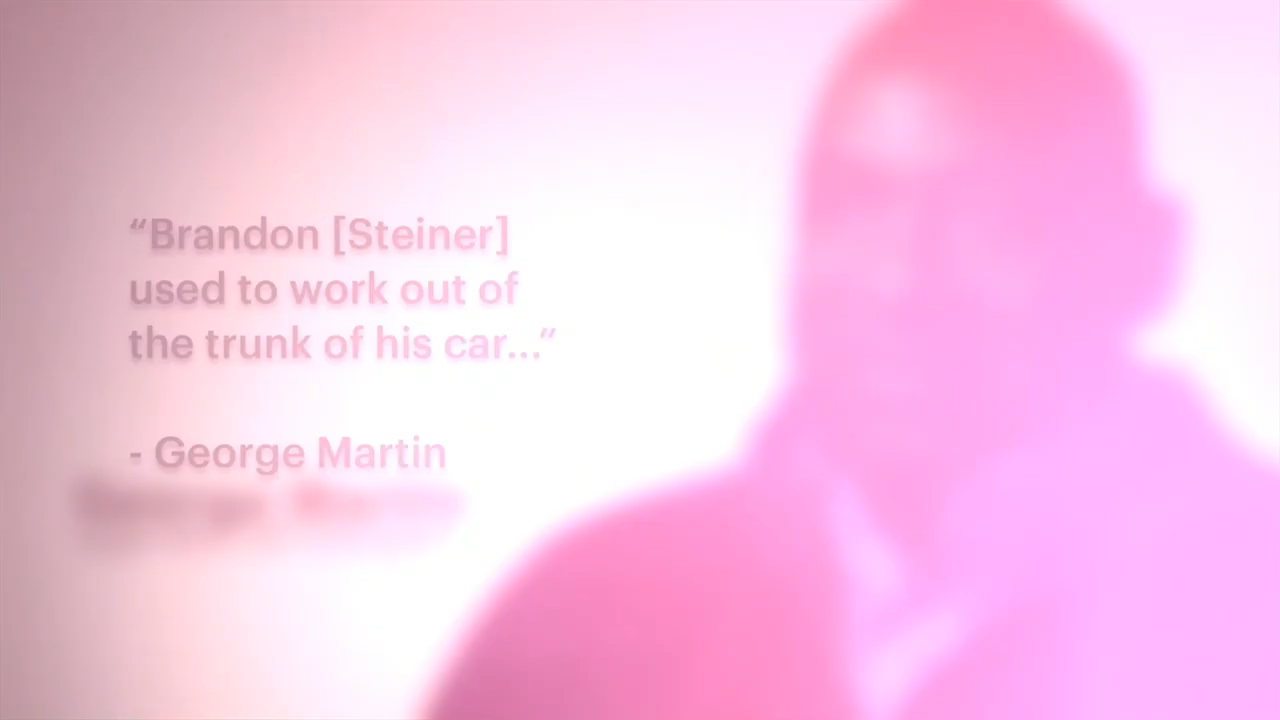 “Brandon [Steiner]
used to work out of
the trunk of his car...”
- George Martin